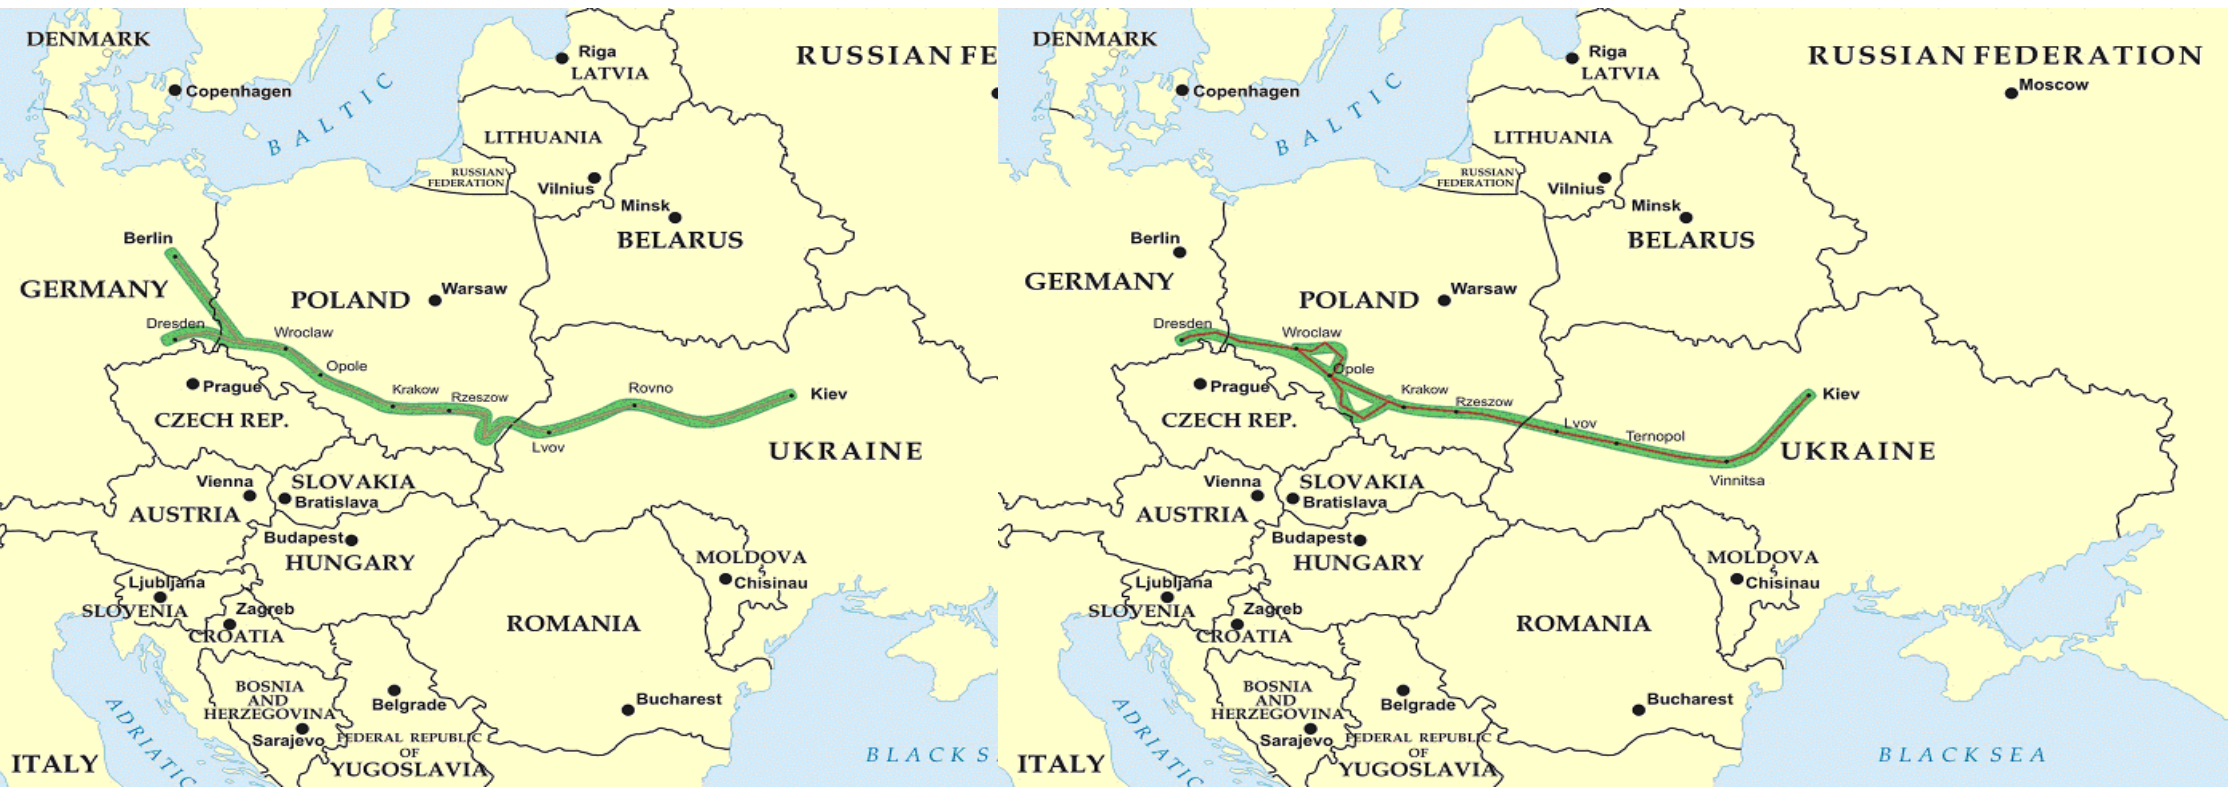 DENMARK
Copenhagen
BALTIC
Riga
LATVIA
RUSSIAN FE
LITHUANIA
RUSSIAN
FEDERATION
Vilnius
Minsk
BELARUS
Berlin
GERMANY
POLAND
Warsaw
Dresden
Wroclaw
Opole
Krakow
Rzeszow
Rovno
Kiev
Lvov
Prague
CZECH REP.
UKRAINE
Vienna
SLOVAKIA
Bratislava
AUSTRIA
Budapest
HUNGARY
MOLDOVA
Chisinau
Ljubljana
SLOVENIA
Zagreb
CROATIA
ROMANIA
BOSNIA
AND
HERZEGOVINA
Sarajevo
Belgrade
Bucharest
FEDERAL REPUBLIC
OF
YUGOSLAVIA
ITALY
ADRIATIC
BLACK S
DENMARK
Copenhagen
BALTIC
Riga
LATVIA
RUSSIAN FEDERATION
Moscow
LITHUANIA
RUSSIAN
FEDERATION
Vilnius
Minsk
BELARUS
Berlin
GERMANY
POLAND
Warsaw
Dresden
Wroclaw
Opole
Krakow
Rzeszow
Lvov
Ternopol
Vinnitsa
Kiev
Prague
CZECH REP.
UKRAINE
Vienna
SLOVAKIA
Bratislava
AUSTRIA
Budapest
HUNGARY
MOLDOVA
Chisinau
Ljubljana
SLOVENIA
Zagreb
CROATIA
ROMANIA
BOSNIA
AND
HERZEGOVINA
Sarajevo
Belgrade
Bucharest
FEDERAL REPUBLIC
OF
YUGOSLAVIA
ITALY
ADRIATIC
BLACK SEA